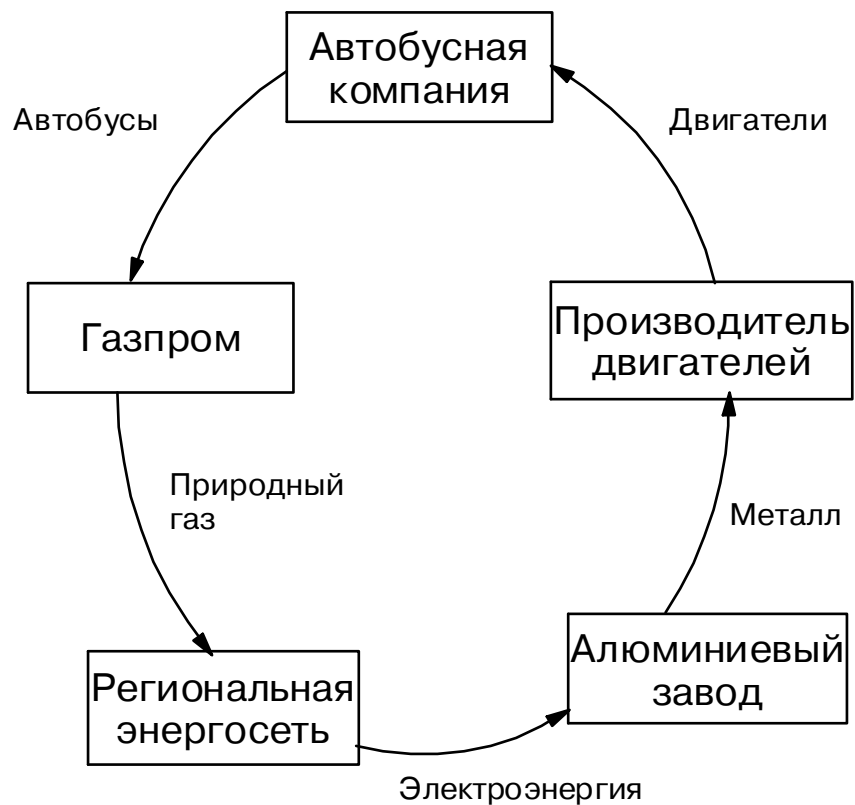 Автобусная
компания
Автобусы
Двигатели
Газпром
Производитель
двигателей
Природный
газ
Металл
Региональная
энергосеть
Алюминиевый
завод
Электроэнергия